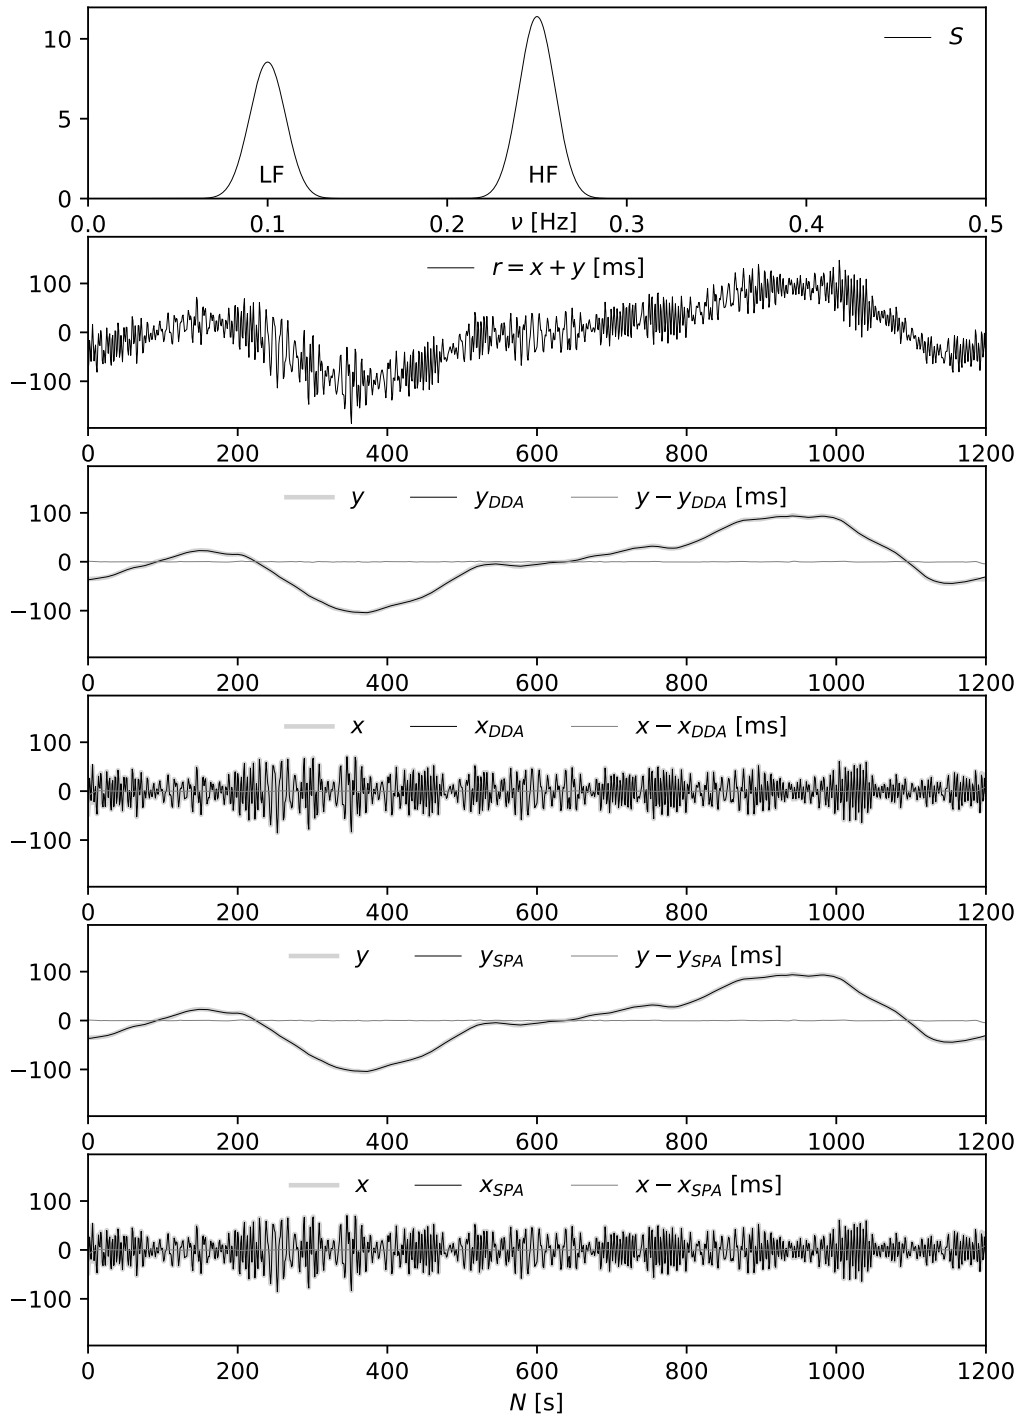 10
S
5
LF HF
0
0.0 0.1 0.2 ν [Hz] 0.3 0.4 0.5
r = x + y [ms]
100
0
−100
0 200 400 600 800 1000 1200
y y_DDA y − y_DDA [ms]
100
0
−100
0 200 400 600 800 1000 1200
x x_DDA x − x_DDA [ms]
100
0
−100
0 200 400 600 800 1000 1200
y y_SPA y − y_SPA [ms]
100
0
−100
0 200 400 600 800 1000 1200
x x_SPA x − x_SPA [ms]
100
0
−100
0 200 400 600 800 1000 1200
N [s]